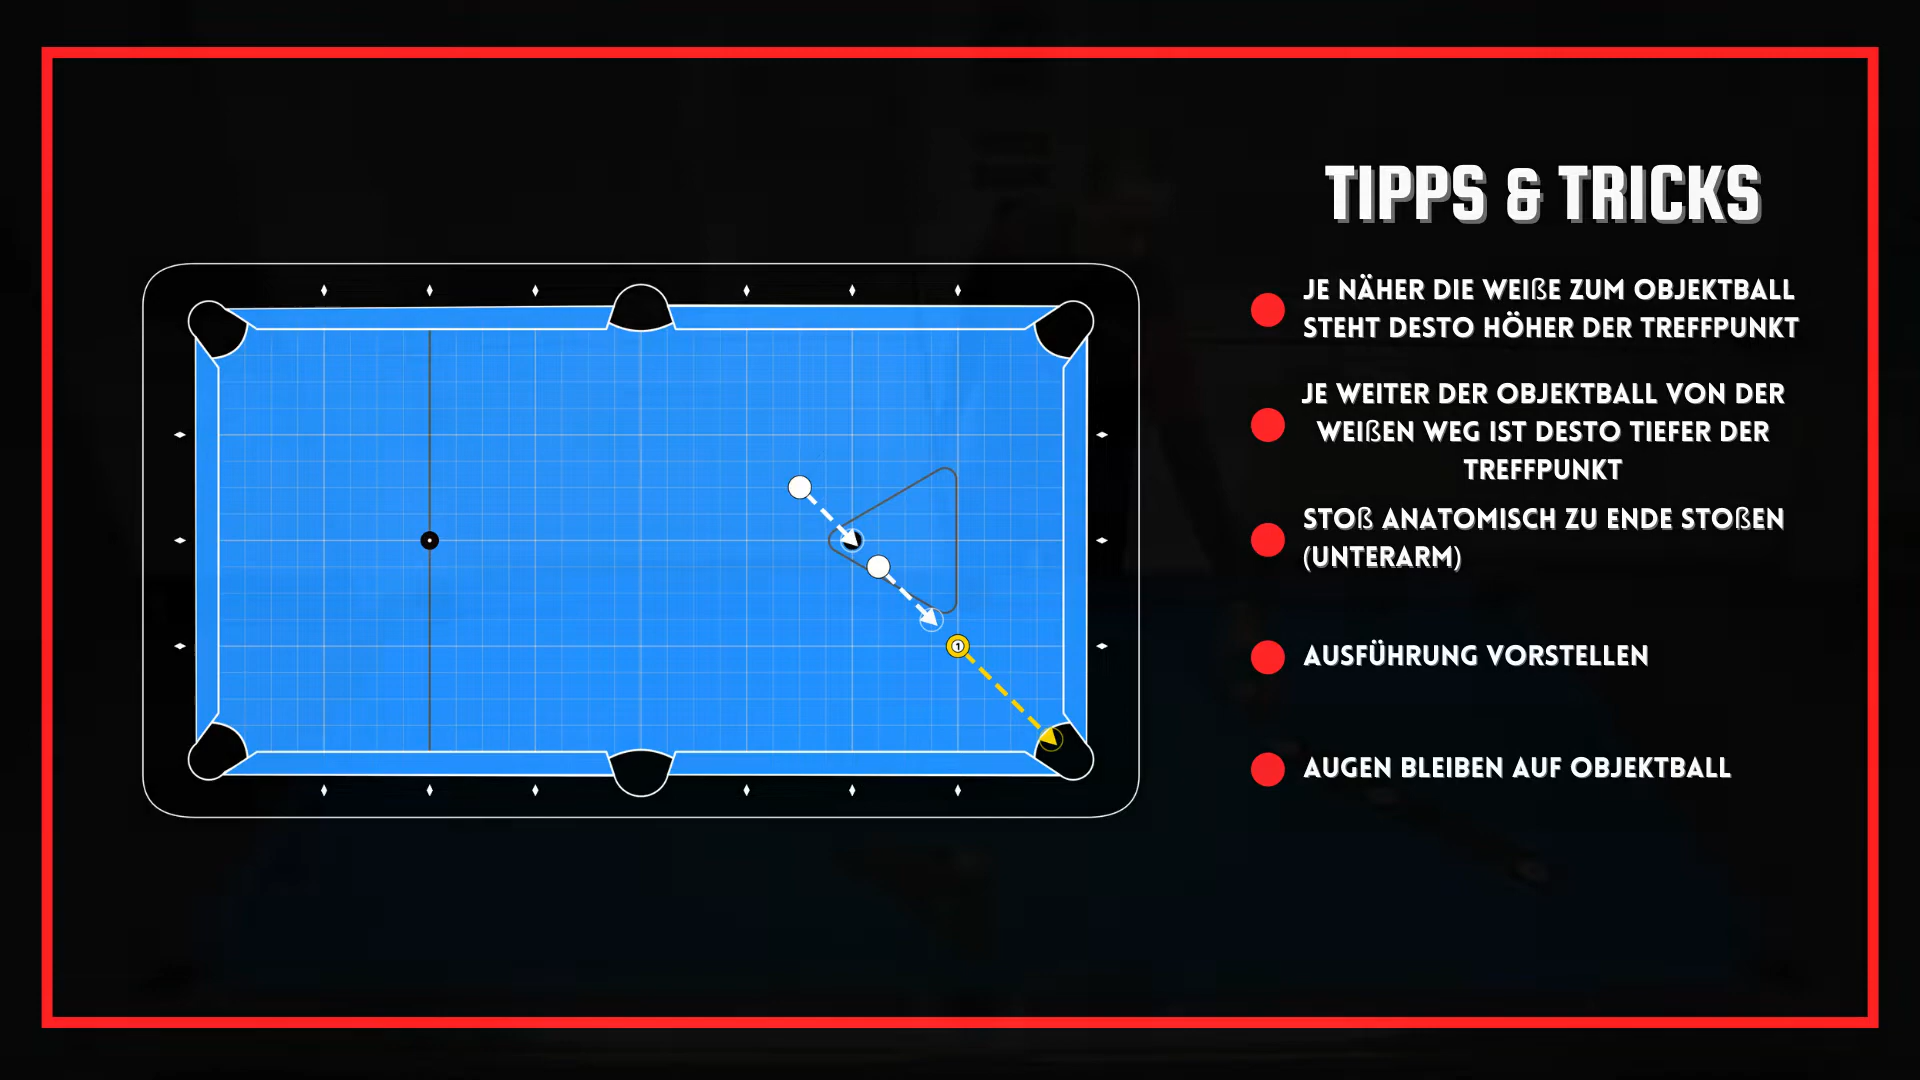 TIPPS & TRICKS
JE NÄHER DIE WEIßE ZUM OBJEKTBALL
STEHT DESTO HÖHER DER TREFFPUNKT
JE WEITER DER OBJEKTBALL VON DER
WEIßEN WEG IST DESTO TIEFER DER
TREFFPUNKT
STOß ANATOMISCH ZU ENDE STOßEN
(UNTERARM)
1
AUSFÜHRUNG VORSTELLEN
AUGEN BLEIBEN AUF OBJEKTBALL